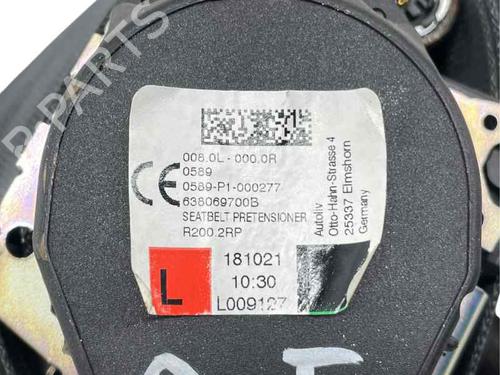 008.0L - 000.0R
0589
0589-P1-000277
638069700B
SEATBELT PRETENSIONER
R200.2RP
CE
Autoliv
Otto-Hahn-Strasse 4
25337 Elmshorn
Germany
L
181021
10:30
L009127
B-PARTS